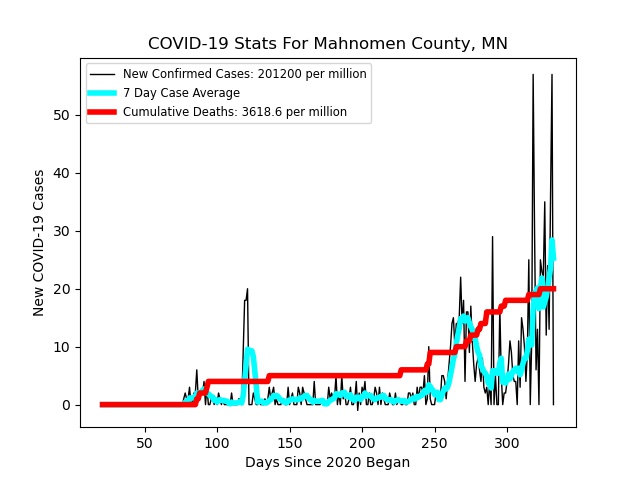 COVID-19 Stats For Mahnomen County, MN
New Confirmed Cases: 201200 per million
7 Day Case Average
Cumulative Deaths: 3618.6 per million
New COVID-19 Cases
50
40
30
20
10
0
50 100 150 200 250 300
Days Since 2020 Began